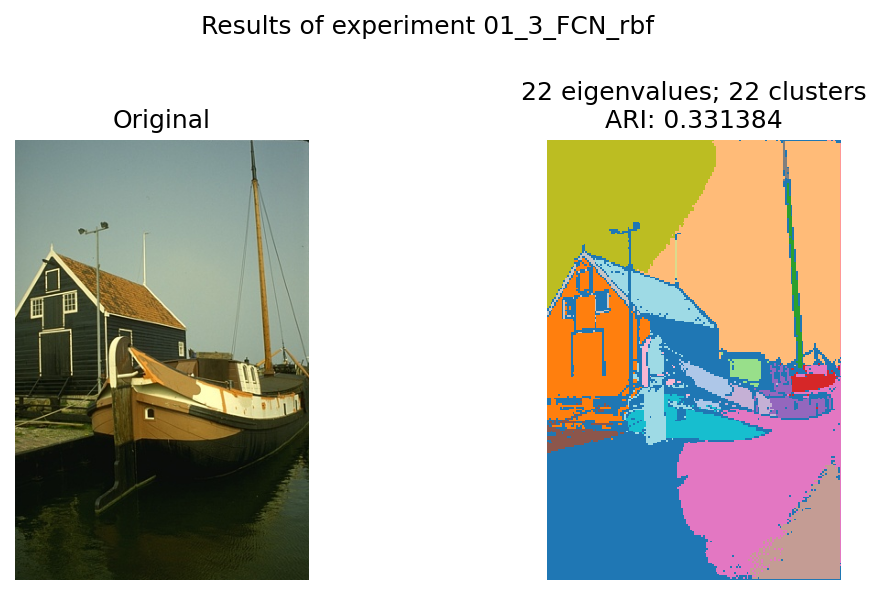 Results of experiment 01_3_FCN_rbf
Original
22 eigenvalues; 22 clusters
ARI: 0.331384